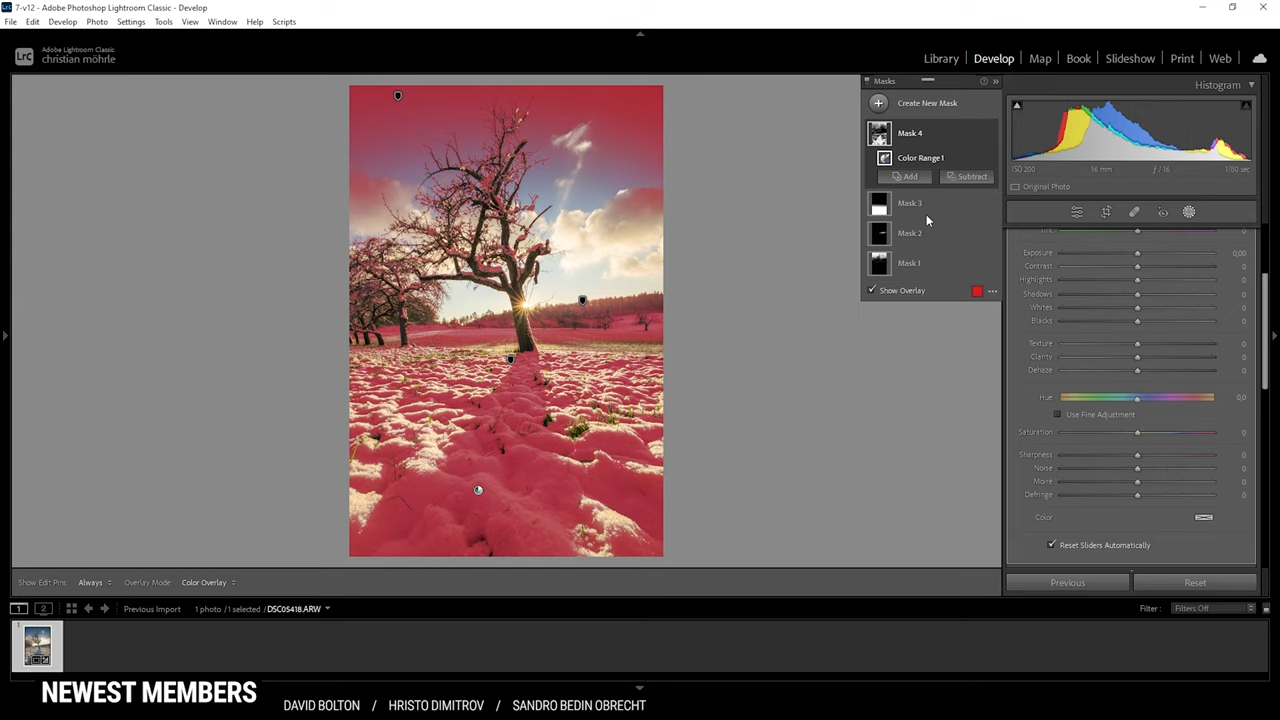 7-v12 - Adobe Photoshop Lightroom Classic - Develop
File Edit Develop Photo Settings Tools View Window Help Scripts
Lrc
Adobe Lightroom Classic
christian möhrle
Library | Develop | Map | Book | Slideshow | Print | Web
Masks
Create New Mask
Mask 4
Color Range 1
Add Subtract
Mask 3
Mask 2
Mask 1
Show Overlay
Histogram
ISO 200 16 mm ƒ / 16 1/80 sec
Original Photo
Exposure 0,00
Contrast 0
Highlights 0
Shadows 0
Whites 0
Blacks 0
Texture 0
Clarity 0
Dehaze 0
Hue 0,0
Use Fine Adjustment
Saturation 0
Sharpness 0
Noise 0
Moiré 0
Defringe 0
Color
Reset Sliders Automatically
Show Edit Pins: Always Overlay Mode: Color Overlay
Previous Reset
1 2 Previous Import 1 photo / 1 selected / DSC05418.ARW Filter : Filters Off
1
NEWEST MEMBERS DAVID BOLTON / HRISTO DIMITROV / SANDRO BEDIN OBRECHT